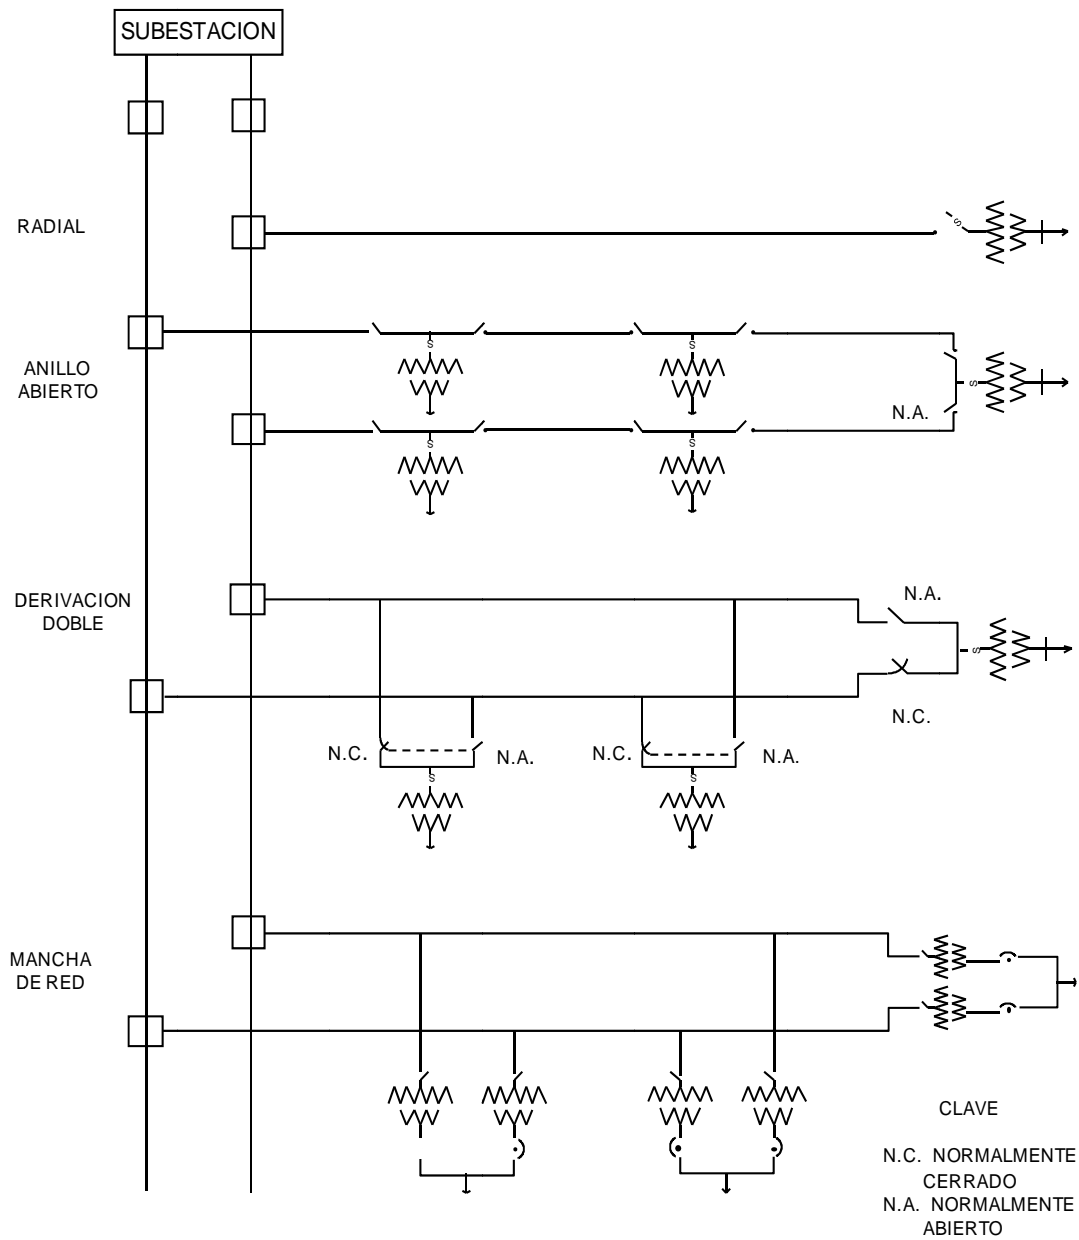 SUBESTACION
RADIAL
S
ANILLO
ABIERTO
S
S
S
N.A.
S
S
DERIVACION
DOBLE
N.A.
S
N.C.
N.C.
N.A.
N.C.
N.A.
S
S
MANCHA
DE RED
CLAVE
N.C. NORMALMENTE
CERRADO
N.A. NORMALMENTE
ABIERTO